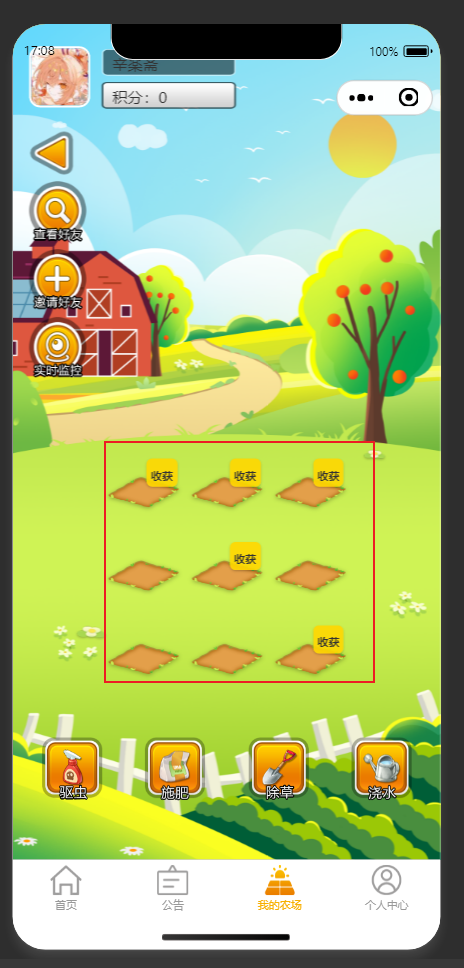 17:08
100%
辛桑斋
积分：0
查看好友
邀请好友
实时监控
收获
收获
收获
收获
收获
驱虫
施肥
除草
浇水
首页
公告
我的农场
个人中心